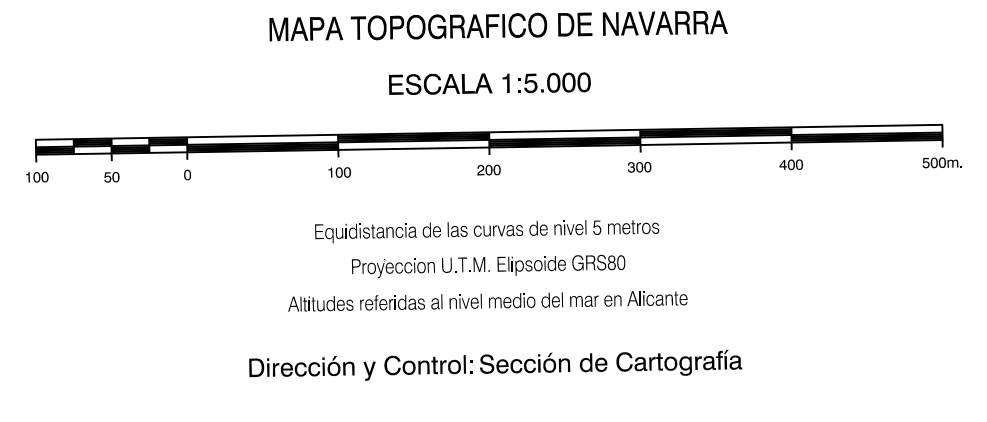 MAPA TOPOGRAFICO DE NAVARRA
ESCALA 1:5.000
100 50 0 100 200 300 400 500m.
Equidistancia de las curvas de nivel 5 metros
Proyeccion U.T.M. Elipsoide GRS80
Altitudes referidas al nivel medio del mar en Alicante
Dirección y Control: Sección de Cartografía